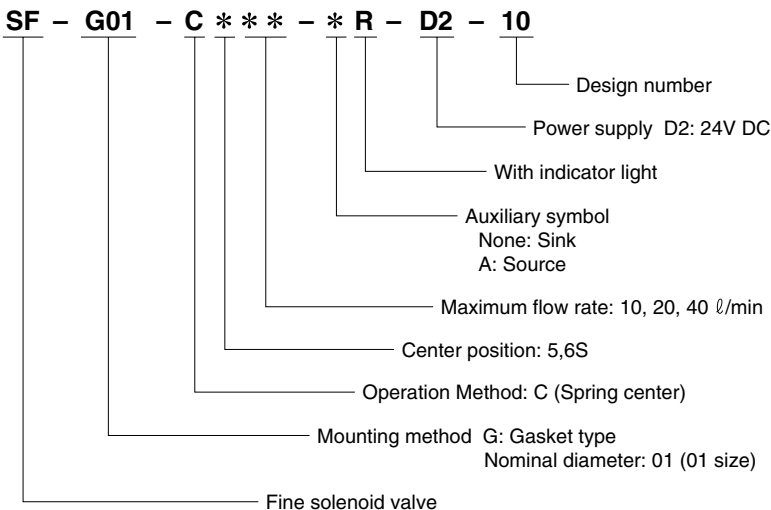 SF – G01 – C * * * – * R – D2 – 10
Design number
Power supply D2: 24V DC
With indicator light
Auxiliary symbol
None: Sink
A: Source
Maximum flow rate: 10, 20, 40 ℓ/min
Center position: 5,6S
Operation Method: C (Spring center)
Mounting method G: Gasket type
Nominal diameter: 01 (01 size)
Fine solenoid valve